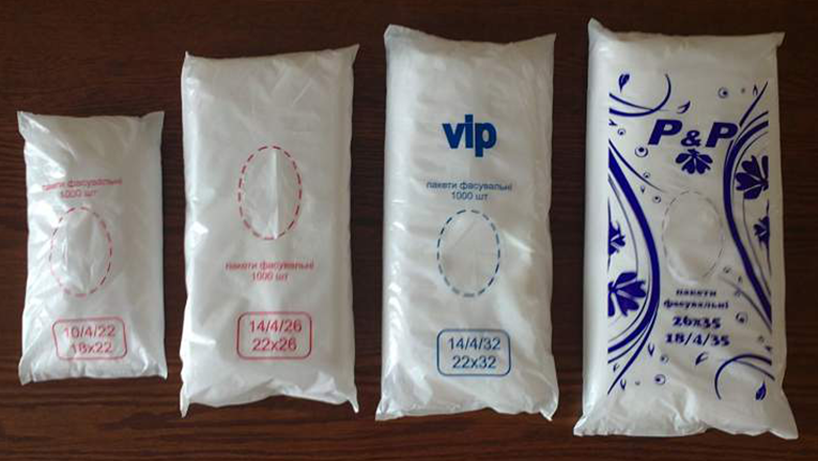 пакети фасувальні
1000 шт
10/4/22
18x22
пакети фасувальні
1000 шт
14/4/26
22x26
vip
пакети фасувальні
1000 шт
14/4/32
22x32
P&P
пакети
фасувальні
26x35
18/4/35